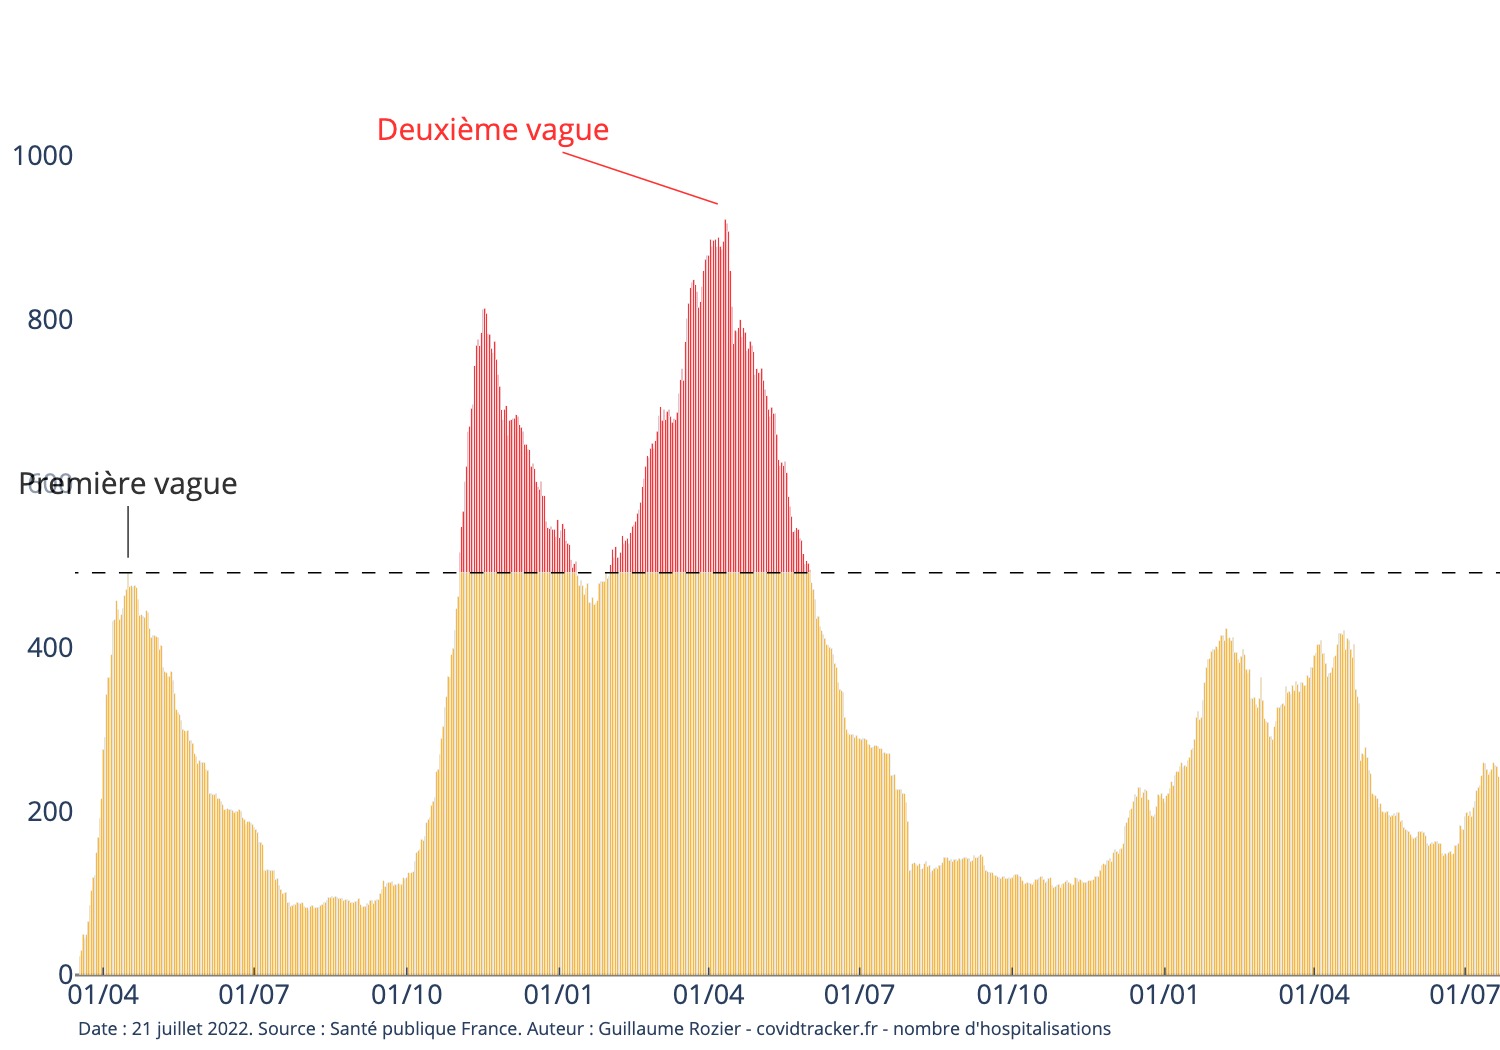 Deuxième vague
1000
800
600
Première vague
400
200
0
01/04 01/07 01/10 01/01 01/04 01/07 01/10 01/01 01/04 01/07
Date : 21 juillet 2022. Source : Santé publique France. Auteur : Guillaume Rozier - covidtracker.fr - nombre d'hospitalisations